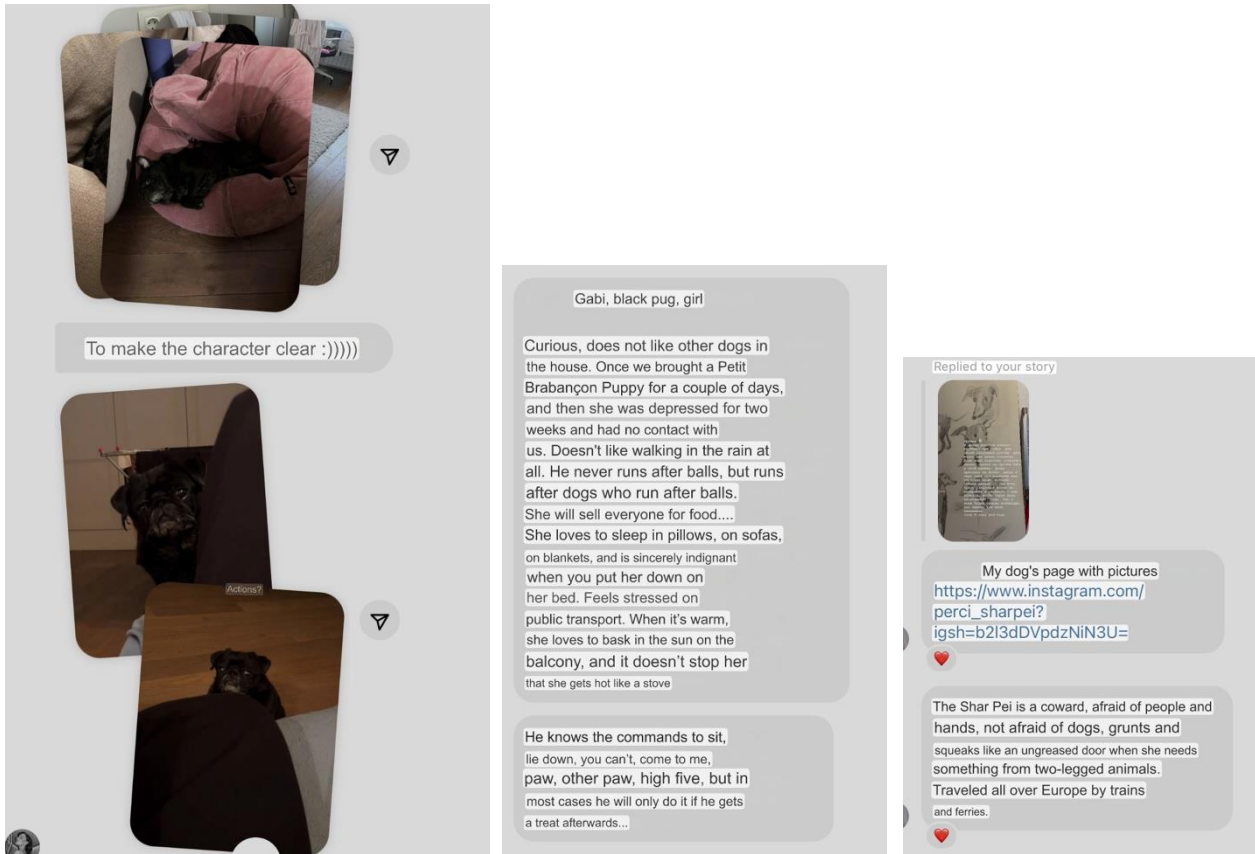 To make the character clear :)))))
Actions?
Gabi, black pug, girl
Curious, does not like other dogs in
the house. Once we brought a Petit
Brabançon Puppy for a couple of days,
and then she was depressed for two
weeks and had no contact with
us. Doesn't like walking in the rain at
all. He never runs after balls, but runs
after dogs who run after balls.
She will sell everyone for food....
She loves to sleep in pillows, on sofas,
on blankets, and is sincerely indignant
when you put her down on
her bed. Feels stressed on
public transport. When it's warm,
she loves to bask in the sun on the
balcony, and it doesn't stop her
that she gets hot like a stove
He knows the commands to sit,
lie down, you can't, come to me,
paw, other paw, high five, but in
most cases he will only do it if he gets
a treat afterwards...
Replied to your story
My dog's page with pictures
https://www.instagram.com/
perci_sharpei?
igsh=b2l3dDVpdzNiN3U=
The Shar Pei is a coward, afraid of people and
hands, not afraid of dogs, grunts and
squeaks like an ungreased door when she needs
something from two-legged animals.
Traveled all over Europe by trains
and ferries.